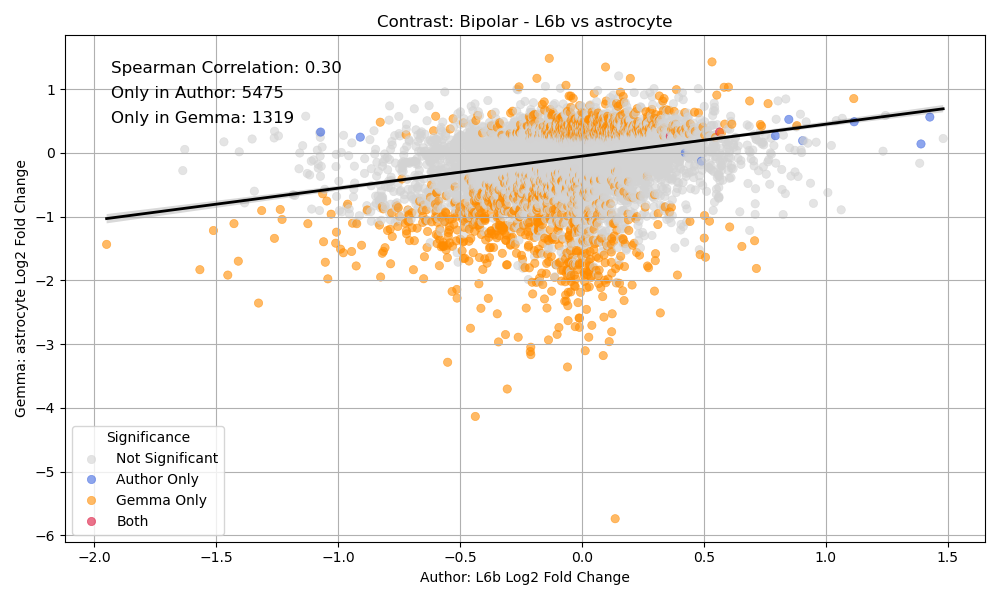 Contrast: Bipolar - L6b vs astrocyte
Spearman Correlation: 0.30
Only in Author: 5475
Only in Gemma: 1319
Gemma: astrocyte Log2 Fold Change
1
0
−1
−2
−3
−4
−5
−6
Significance
Not Significant
Author Only
Gemma Only
Both
−2.0 −1.5 −1.0 −0.5 0.0 0.5 1.0 1.5
Author: L6b Log2 Fold Change